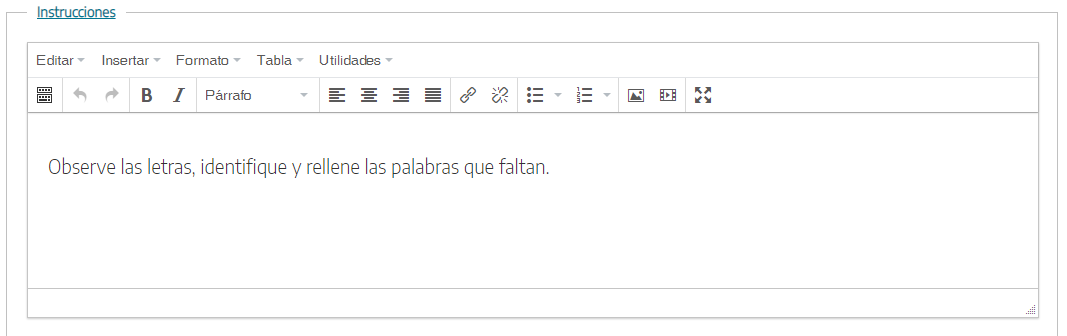 Instrucciones
Editar Insertar Formato Tabla Utilidades
B I Párrafo
Observe las letras, identifique y rellene las palabras que faltan.